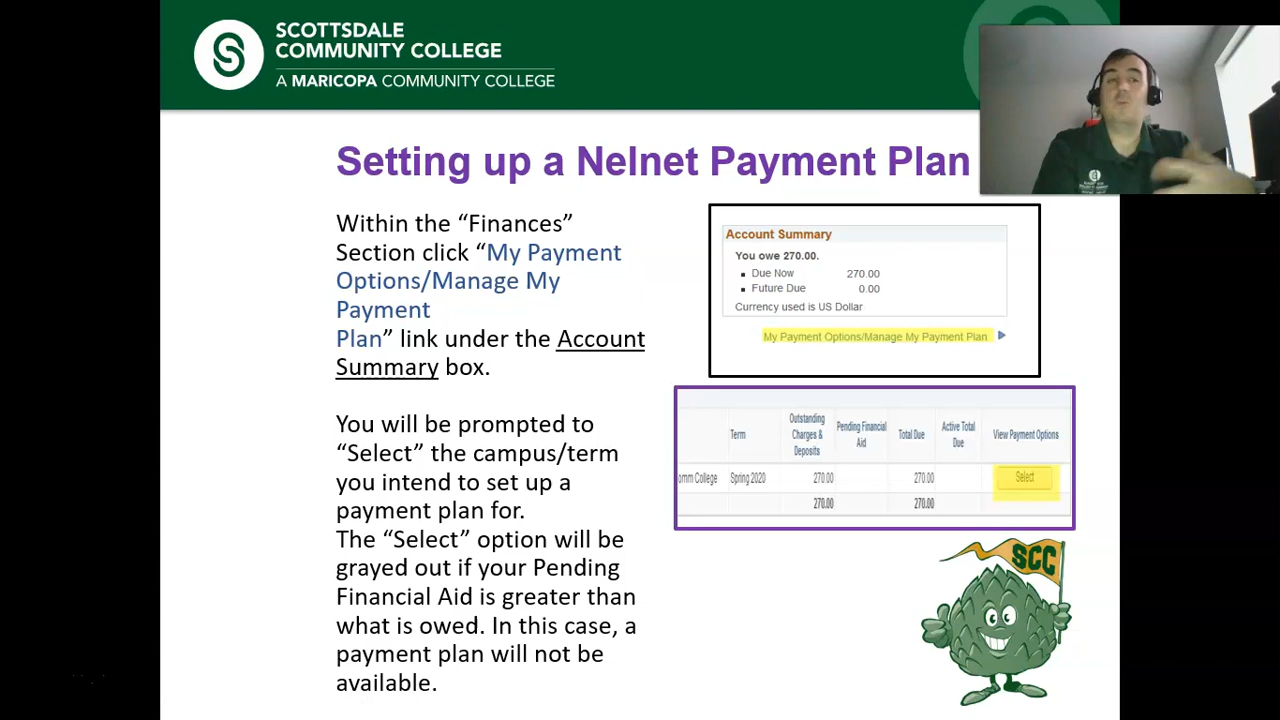 SCOTTSDALE
COMMUNITY COLLEGE
A MARICOPA COMMUNITY COLLEGE
Setting up a Nelnet Payment Plan
Within the “Finances”
Section click “My Payment
Options/Manage My
Payment
Plan” link under the Account
Summary box.
You will be prompted to
“Select” the campus/term
you intend to set up a
payment plan for.
The “Select” option will be
grayed out if your Pending
Financial Aid is greater than
what is owed. In this case, a
payment plan will not be
available.
Account Summary
You owe 270.00.
Due Now 270.00
Future Due 0.00
Currency used is US Dollar
My Payment Options/Manage My Payment Plan
Term Outstanding Charges & Deposits Pending Financial Aid Total Due Active Total Due View Payment Options
omm College Spring 2020 270.00 270.00 Select
270.00 270.00
SCC